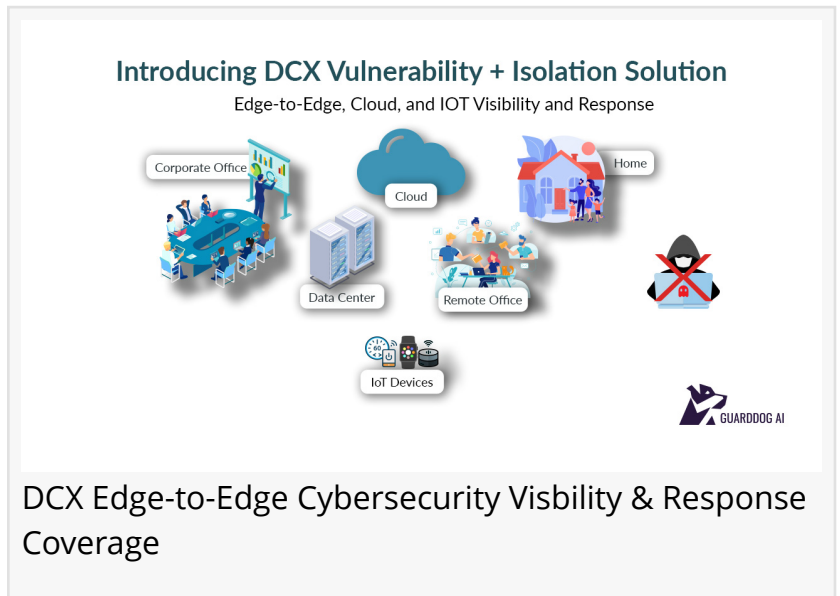 Introducing DCX Vulnerability + Isolation Solution
Edge-to-Edge, Cloud, and IOT Visibility and Response
Corporate Office
Cloud
Home
Data Center
Remote Office
60
IoT Devices
GUARDDOG AI
DCX Edge-to-Edge Cybersecurity Visbility & Response
Coverage